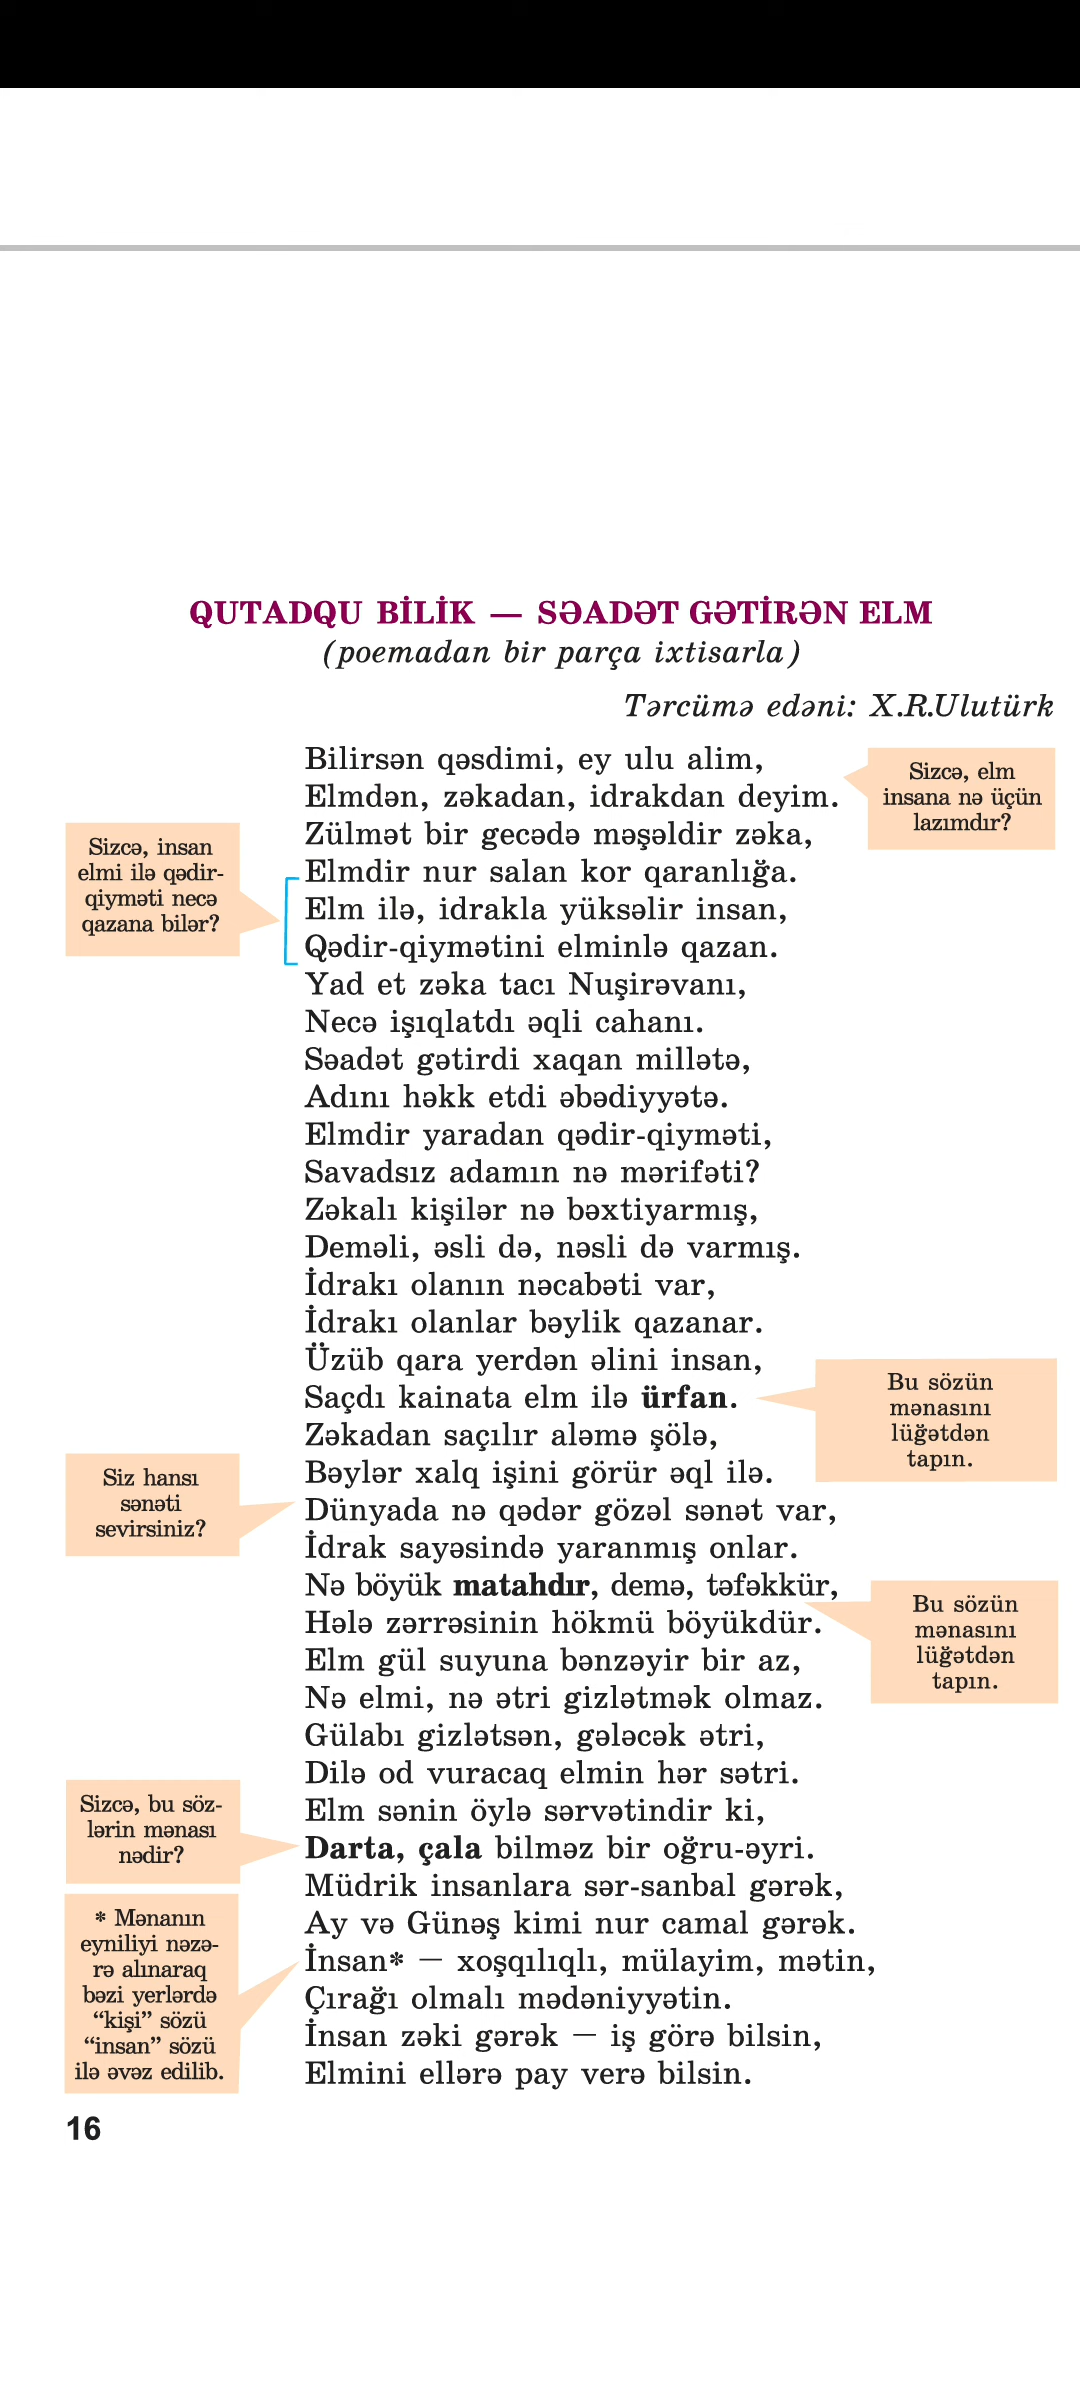 QUTADQU BİLİK — SƏADƏT GƏTİRƏN ELM
(poemadan bir parça ixtisarla)
Tərcümə edəni: X.R.Ulutürk
Bilirsən qəsdimi, ey ulu alim,
Elmdən, zəkadan, idrakdan deyim.
Zülmət bir gecədə məşəldir zəka,
Elmdir nur salan kor qaranlığa.
Elm ilə, idrakla yüksəlir insan,
Qədir-qiymətini elminlə qazan.
Yad et zəka tacı Nuşirəvanı,
Necə işıqlatdı əqli cahanı.
Səadət gətirdi xaqan millətə,
Adını həkk etdi əbədiyyətə.
Elmdir yaradan qədir-qiyməti,
Savadsız adamın nə mərifəti?
Zəkalı kişilər nə bəxtiyarmış,
Deməli, əsli də, nəsli də varmış.
İdrakı olanın nəcabəti var,
İdrakı olanlar bəylik qazanar.
Üzüb qara yerdən əlini insan,
Saçdı kainata elm ilə ürfan.
Zəkadan saçılır aləmə şölə,
Bəylər xalq işini görür əql ilə.
Dünyada nə qədər gözəl sənət var,
İdrak sayəsində yaranmış onlar.
Nə böyük matahdır, demə, təfəkkür,
Hələ zərrəsinin hökmü böyükdür.
Elm gül suyuna bənzəyir bir az,
Nə elmi, nə ətri gizlətmək olmaz.
Gülabı gizlətsən, gələcək ətri,
Dilə od vuracaq elmin hər sətri.
Elm sənin öylə sərvətindir ki,
Darta, çala bilməz bir oğru-əyri.
Müdrik insanlara sər-sanbal gərək,
Ay və Günəş kimi nur camal gərək.
İnsan* — xoşqılıqlı, mülayim, mətin,
Çırağı olmalı mədəniyyətin.
İnsan zəki gərək — iş görə bilsin,
Elmini ellərə pay verə bilsin.
Sizcə, elm
insana nə üçün
lazımdır?
Sizcə, insan
elmi ilə qədir-
qiyməti necə
qazana bilər?
Bu sözün
mənasını
lüğətdən
tapın.
Siz hansı
sənəti
sevirsiniz?
Bu sözün
mənasını
lüğətdən
tapın.
Sizcə, bu söz-
lərin mənası
nədir?
* Mənanın
eyniliyi nəzə-
rə alınaraq
bəzi yerlərdə
“kişi” sözü
“insan” sözü
ilə əvəz edilib.
16